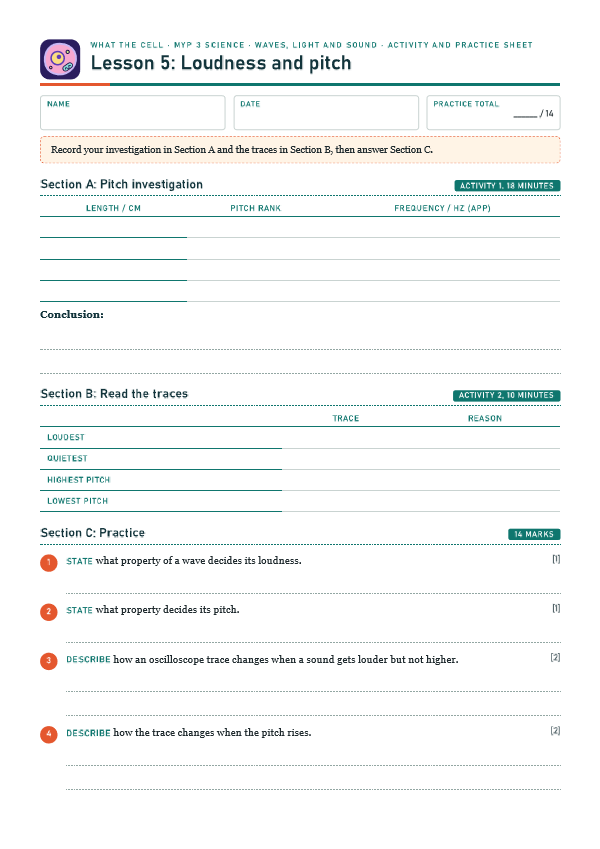 WHAT THE CELL · MYP 3 SCIENCE · WAVES, LIGHT AND SOUND · ACTIVITY AND PRACTICE SHEET
Lesson 5: Loudness and pitch
NAME DATE PRACTICE TOTAL
_____ / 14
Record your investigation in Section A and the traces in Section B, then answer Section C.
Section A: Pitch investigation ACTIVITY 1, 18 MINUTES
LENGTH / CM PITCH RANK FREQUENCY / HZ (APP)
Conclusion:
Section B: Read the traces ACTIVITY 2, 10 MINUTES
TRACE REASON
LOUDEST
QUIETEST
HIGHEST PITCH
LOWEST PITCH
Section C: Practice 14 MARKS
1 STATE what property of a wave decides its loudness. [1]
2 STATE what property decides its pitch. [1]
3 DESCRIBE how an oscilloscope trace changes when a sound gets louder but not higher. [2]
4 DESCRIBE how the trace changes when the pitch rises. [2]